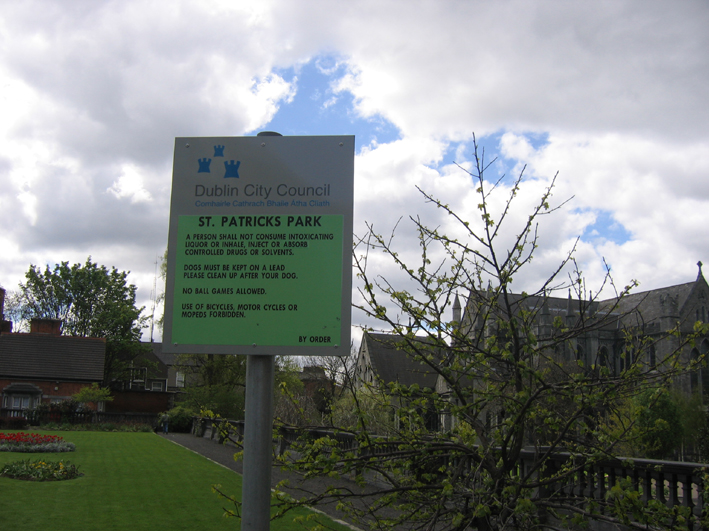 Dublin City Council
Comhairle Cathrach Bhaile Átha Cliath
ST. PATRICKS PARK
A PERSON SHALL NOT CONSUME INTOXICATING
LIQUOR OR INHALE, INJECT OR ABSORB
CONTROLLED DRUGS OR SOLVENTS.
DOGS MUST BE KEPT ON A LEAD
PLEASE CLEAN UP AFTER YOUR DOG.
NO BALL GAMES ALLOWED.
USE OF BICYCLES, MOTOR CYCLES OR
MOPEDS FORBIDDEN.
BY ORDER